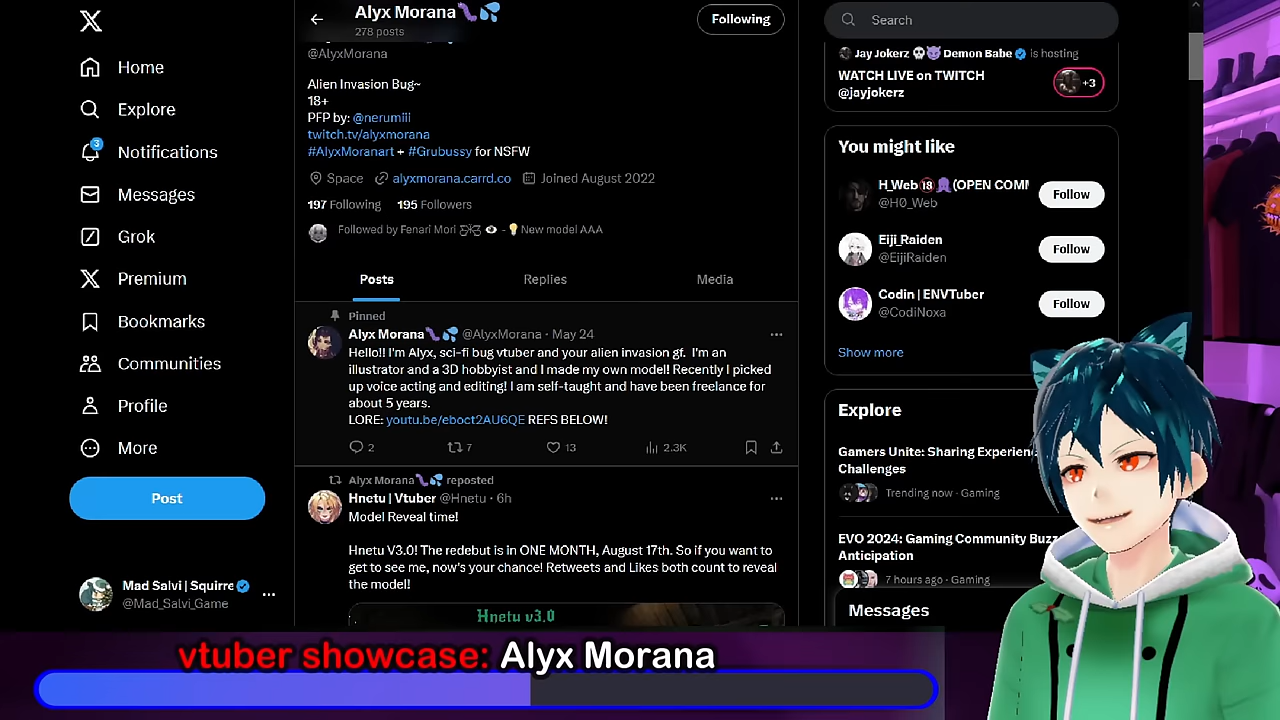 Home
Explore
3
Notifications
Messages
Grok
Premium
Bookmarks
Communities
Profile
More
Post
Mad Salvi | Squirre
@Mad_Salvi_Game
Alyx Morana
278 posts
Following
@AlyxMorana
Alien Invasion Bug~
18+
PFP by: @nerumiii
twitch.tv/alyxmorana
#AlyxMoranart + #Grubussy for NSFW
Space alyxmorana.carrd.co Joined August 2022
197 Following 195 Followers
Followed by Fenari Mori - New model AAA
Posts Replies Media
Pinned
Alyx Morana @AlyxMorana · May 24
Hello!! I'm Alyx, sci-fi bug vtuber and your alien invasion gf. I'm an
illustrator and a 3D hobbyist and I made my own model! Recently I picked
up voice acting and editing! I am self-taught and have been freelance for
about 5 years.
LORE: youtu.be/eboct2AU6QE REFS BELOW!
2 7 13 2.3K
Alyx Morana reposted
Hnetu | Vtuber @Hnetu · 6h
Model Reveal time!
Hnetu V3.0! The redebut is in ONE MONTH, August 17th. So if you want
to get to see me, now's your chance! Retweets and Likes both count to reveal
the model!
Hnetu v3.0
Search
Jay Jokerz Demon Babe is hosting
WATCH LIVE on TWITCH
@jayjokerz
+3
You might like
H_Web (OPEN COMM
@H0_Web
Follow
Eiji_Raiden
@EijiRaiden
Follow
Codin | ENVTuber
@CodiNoxa
Follow
Show more
Explore
Gamers Unite: Sharing Experien
Challenges
Trending now · Gaming
EVO 2024: Gaming Community Buzz
Anticipation
7 hours ago · Gaming
Messages
vtuber showcase: Alyx Morana